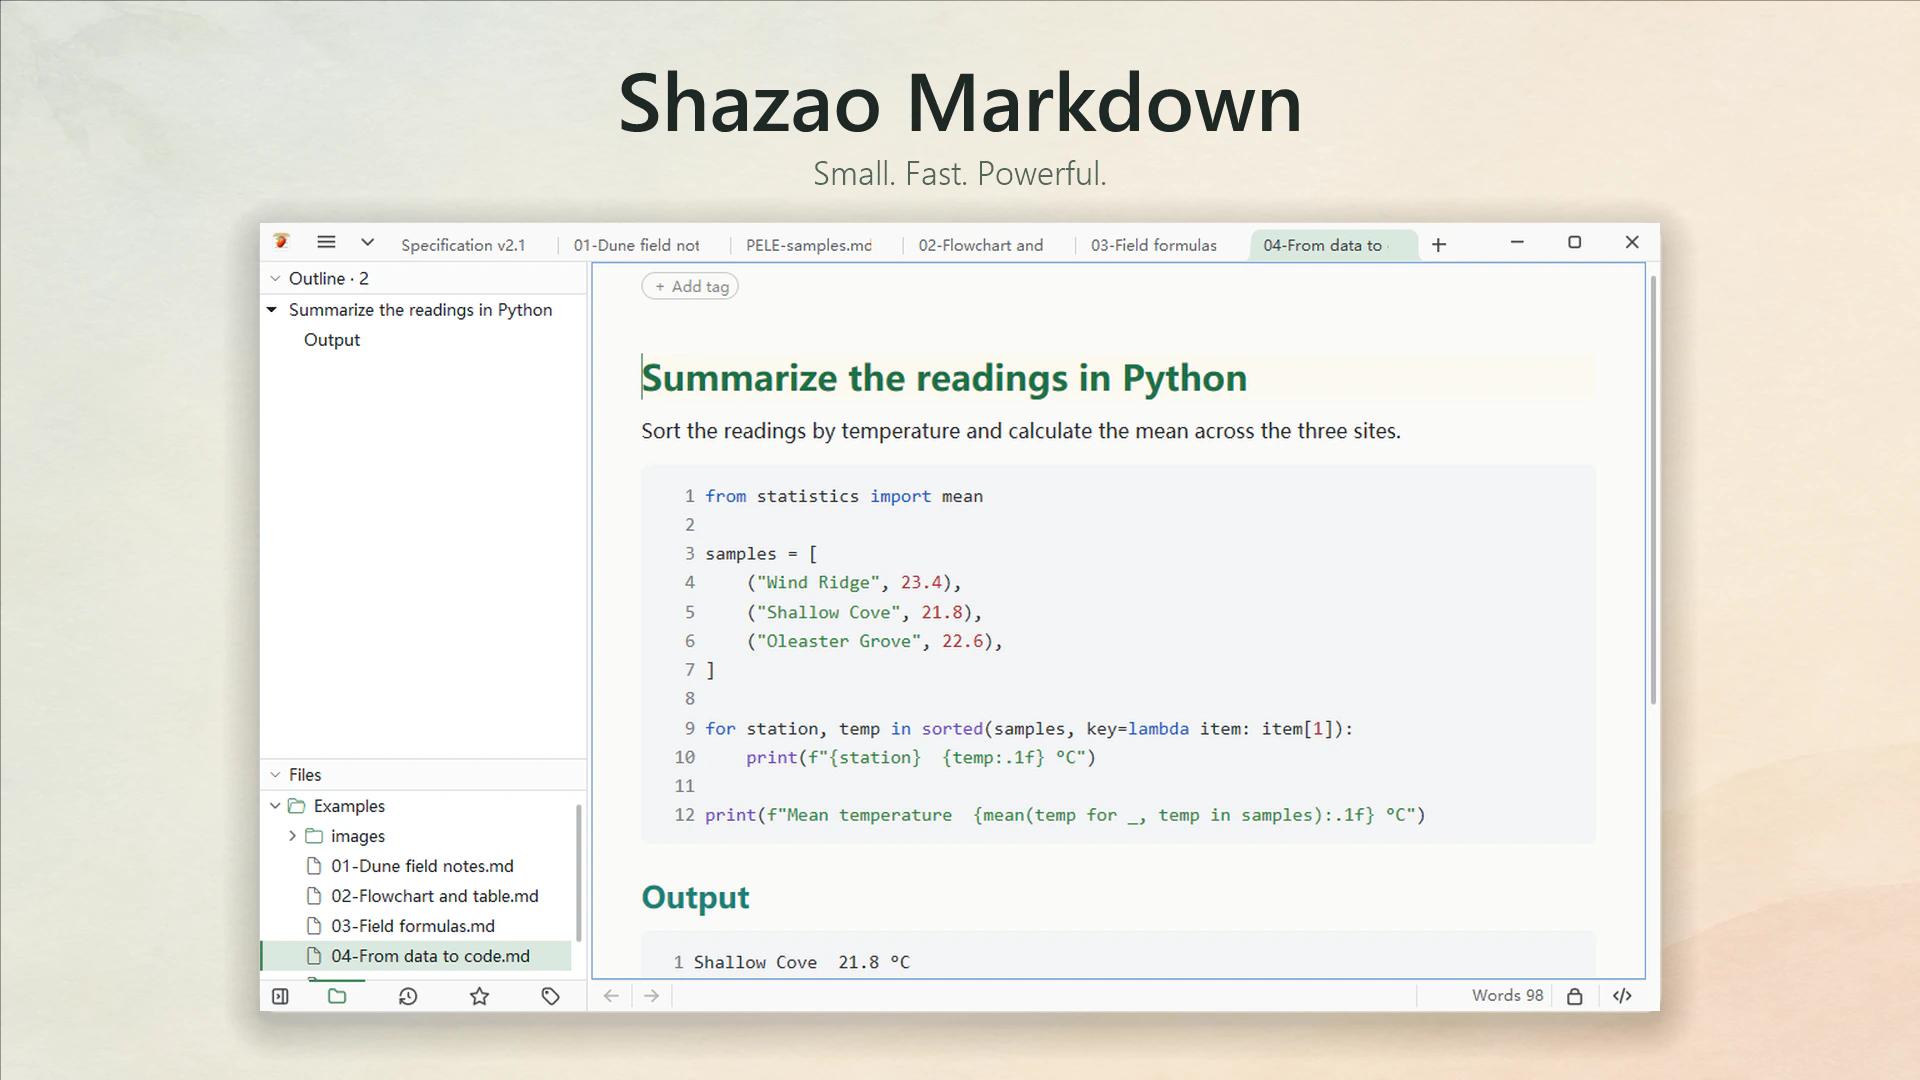 Shazao Markdown
Small. Fast. Powerful.
Specification v2.1
01-Dune field not
PELE-samples.md
02-Flowchart and
03-Field formulas
04-From data to
Outline · 2
Summarize the readings in Python
Output
+ Add tag
Summarize the readings in Python
Sort the readings by temperature and calculate the mean across the three sites.
1 from statistics import mean
2
3 samples = [
4     ("Wind Ridge", 23.4),
5     ("Shallow Cove", 21.8),
6     ("Oleaster Grove", 22.6),
7 ]
8
9 for station, temp in sorted(samples, key=lambda item: item[1]):
10     print(f"{station}  {temp:.1f} °C")
11
12 print(f"Mean temperature  {mean(temp for _, temp in samples):.1f} °C")
Output
1 Shallow Cove  21.8 °C
Files
Examples
images
01-Dune field notes.md
02-Flowchart and table.md
03-Field formulas.md
04-From data to code.md
Words 98